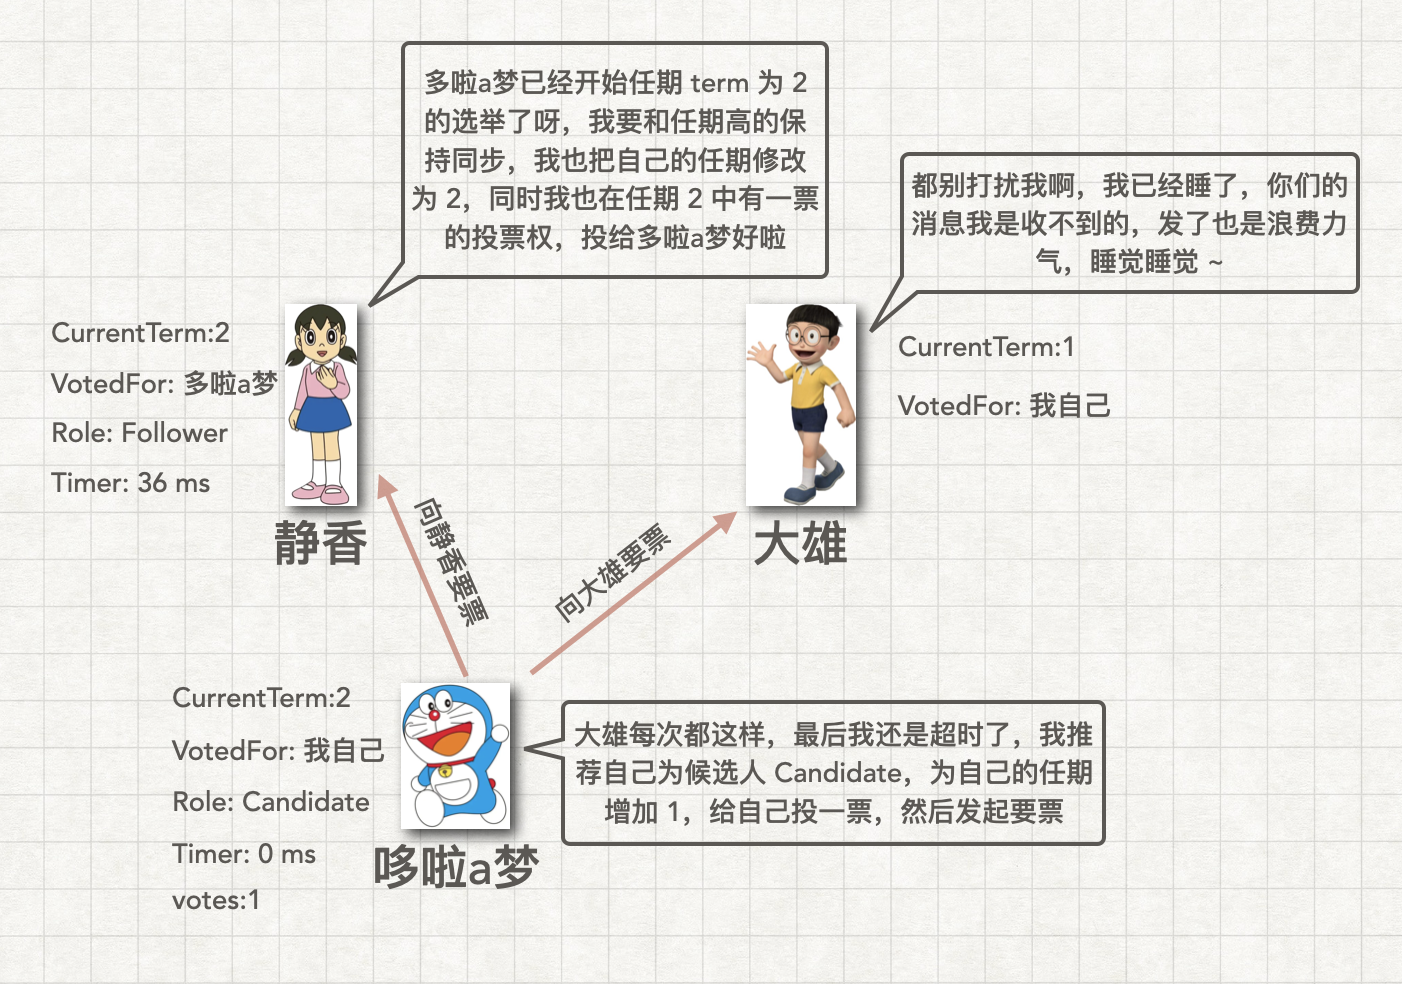 多啦a梦已经开始任期 term 为 2
的选举了呀，我要和任期高的保
持同步，我也把自己的任期修改
为 2，同时我也在任期 2 中有一票
的投票权，投给多啦a梦好啦
都别打扰我啊，我已经睡了，你们的
消息我是收不到的，发了也是浪费力
气，睡觉睡觉 ~
CurrentTerm:2
VotedFor: 多啦a梦
Role: Follower
Timer: 36 ms
静香
CurrentTerm:1
VotedFor: 我自己
大雄
向静香要票
向大雄要票
CurrentTerm:2
VotedFor: 我自己
Role: Candidate
Timer: 0 ms
votes:1
哆啦a梦
大雄每次都这样，最后我还是超时了，我推
荐自己为候选人 Candidate，为自己的任期
增加 1，给自己投一票，然后发起要票